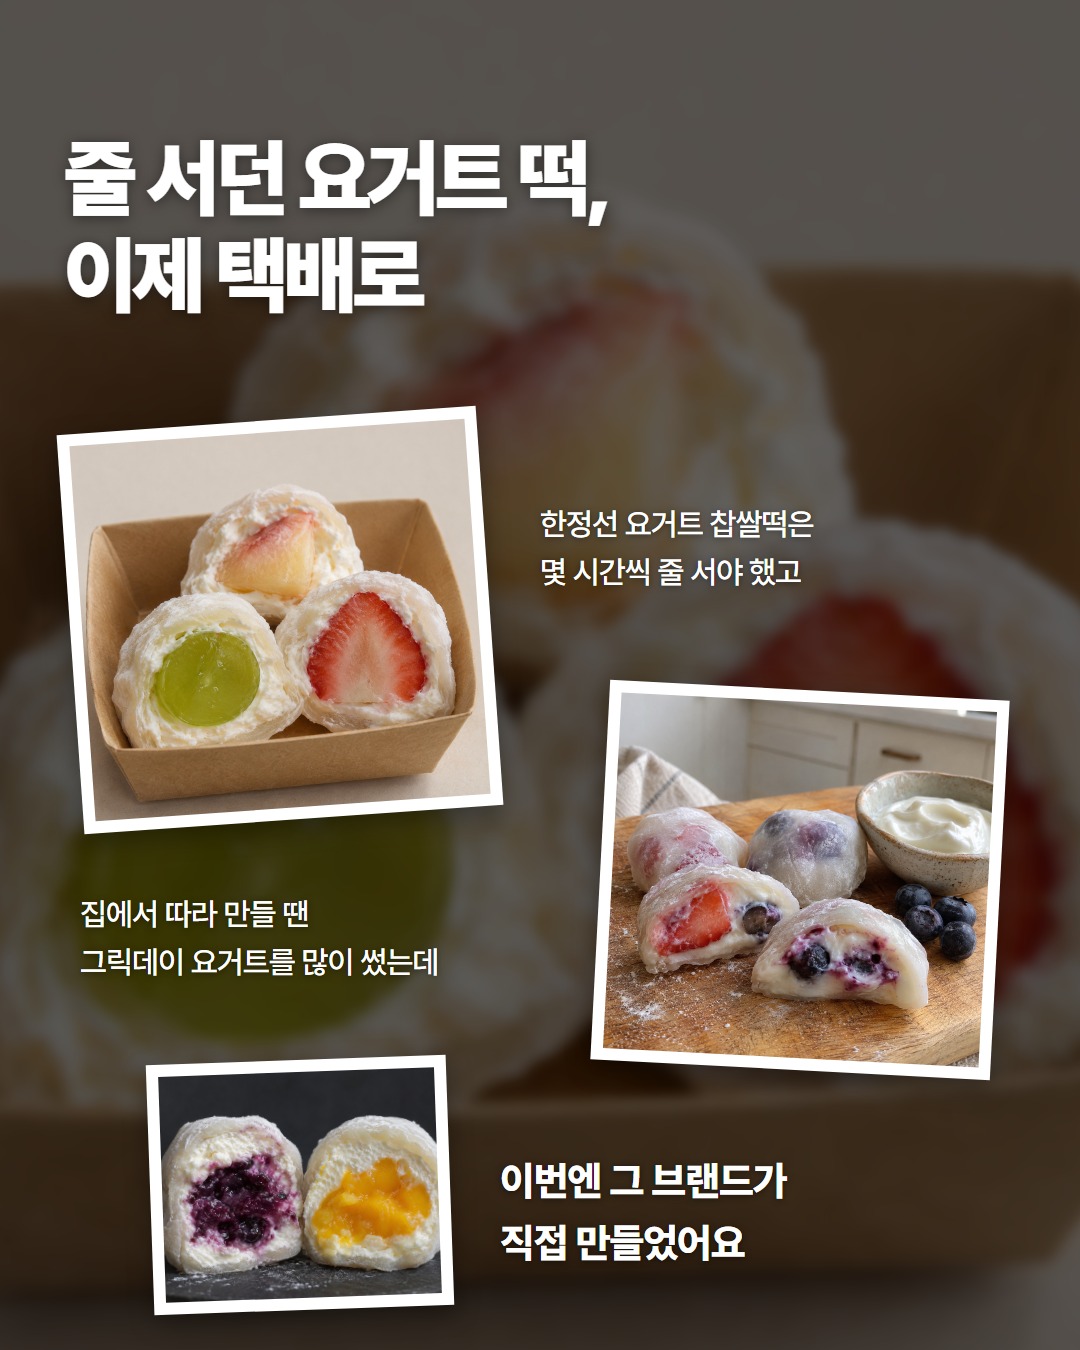 줄 서던 요거트 떡,
이제 택배로
한정선 요거트 찹쌀떡은
몇 시간씩 줄 서야 했고
집에서 따라 만들 땐
그릭데이 요거트를 많이 썼는데
이번엔 그 브랜드가
직접 만들었어요